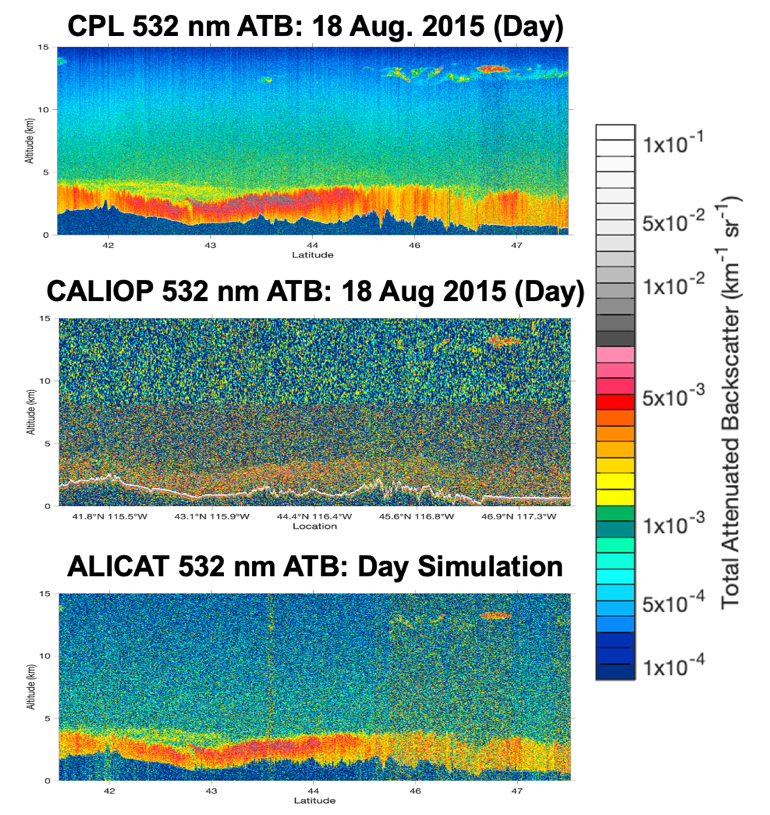 CPL 532 nm ATB: 18 Aug. 2015 (Day)
15
10
5
0
Altitude (km)
42 43 44 46 47
Latitude
CALIOP 532 nm ATB: 18 Aug 2015 (Day)
15
10
5
0
Altitude (km)
41.8°N 115.5°W 43.1°N 115.9°W 44.4°N 116.4°W 45.6°N 116.8°W 46.9°N 117.3°W
Location
ALICAT 532 nm ATB: Day Simulation
15
10
5
0
Altitude (km)
42 43 44 46 47
Latitude
1x10⁻¹
5x10⁻²
1x10⁻²
5x10⁻³
1x10⁻³
5x10⁻⁴
1x10⁻⁴
Total Attenuated Backscatter (km⁻¹ sr⁻¹)